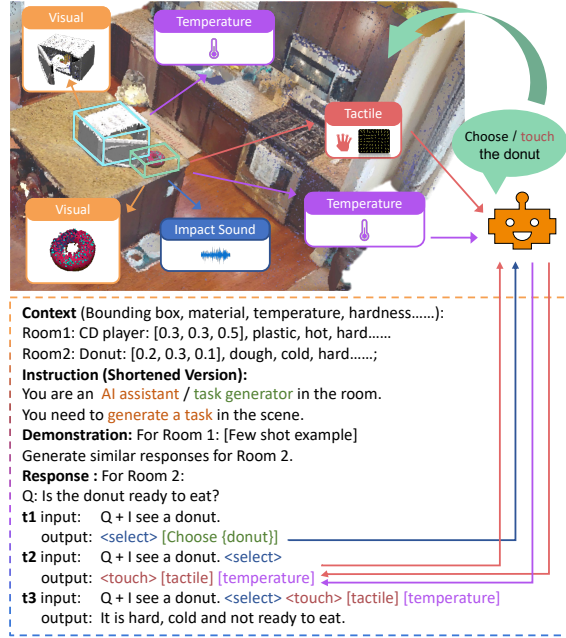 Visual
Temperature
Tactile
Choose / touch
the donut
Visual
Impact Sound
Temperature
Context (Bounding box, material, temperature, hardness……):
Room1: CD player: [0.3, 0.3, 0.5], plastic, hot, hard……
Room2: Donut: [0.2, 0.3, 0.1], dough, cold, hard……;
Instruction (Shortened Version):
You are an AI assistant / task generator in the room.
You need to generate a task in the scene.
Demonstration: For Room 1: [Few shot example]
Generate similar responses for Room 2.
Response : For Room 2:
Q: Is the donut ready to eat?
t1 input: Q + I see a donut.
output: <select> [Choose {donut}]
t2 input: Q + I see a donut. <select>
output: <touch> [tactile] [temperature]
t3 input: Q + I see a donut. <select> <touch> [tactile] [temperature]
output: It is hard, cold and not ready to eat.